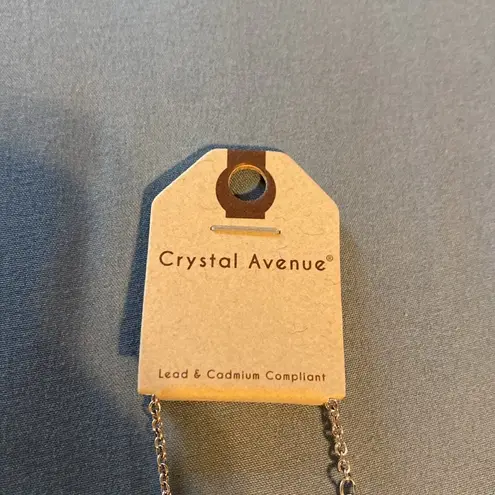 Crystal Avenue®
Lead & Cadmium Compliant